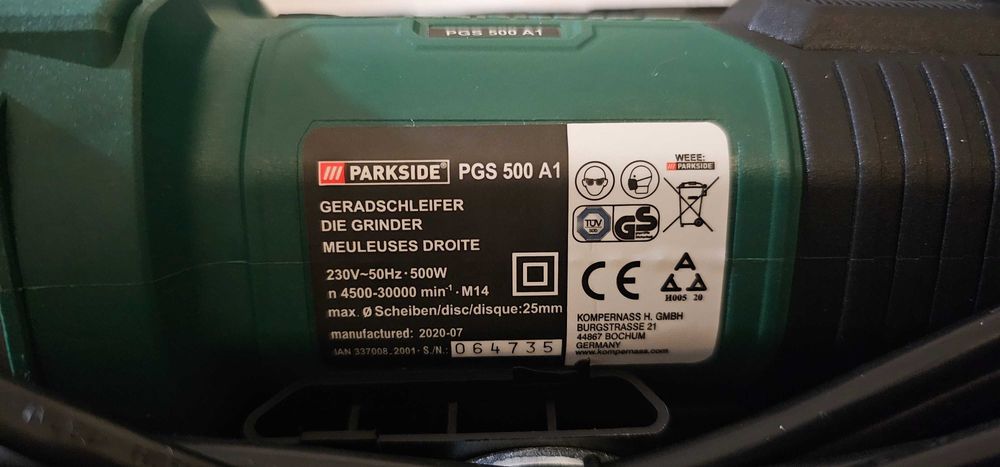 PGS 500 A1
PARKSIDE® PGS 500 A1
GERADSCHLEIFER
DIE GRINDER
MEULEUSES DROITE
230V~50Hz·500W
n 4500-30000 min⁻¹·M14
max. Ø Scheiben/disc/disque:25mm
manufactured: 2020-07
IAN 337008_2001·S/N.: 064735
WEEE:
PARKSIDE
TÜV
SÜD
GS
CE
H005 20
KOMPERNASS H. GMBH
BURGSTRASSE 21
44867 BOCHUM
GERMANY
www.kompernass.com